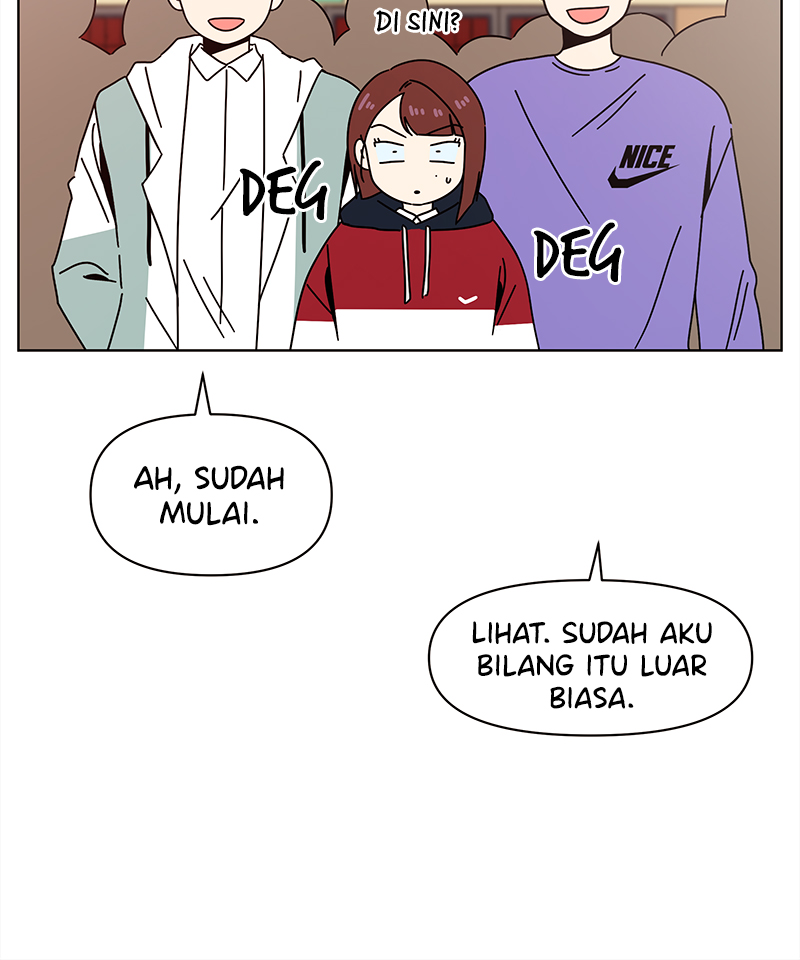 DI SINI?
NICE
DEG
DEG
AH, SUDAH
MULAI.
LIHAT. SUDAH AKU
BILANG ITU LUAR
BIASA.